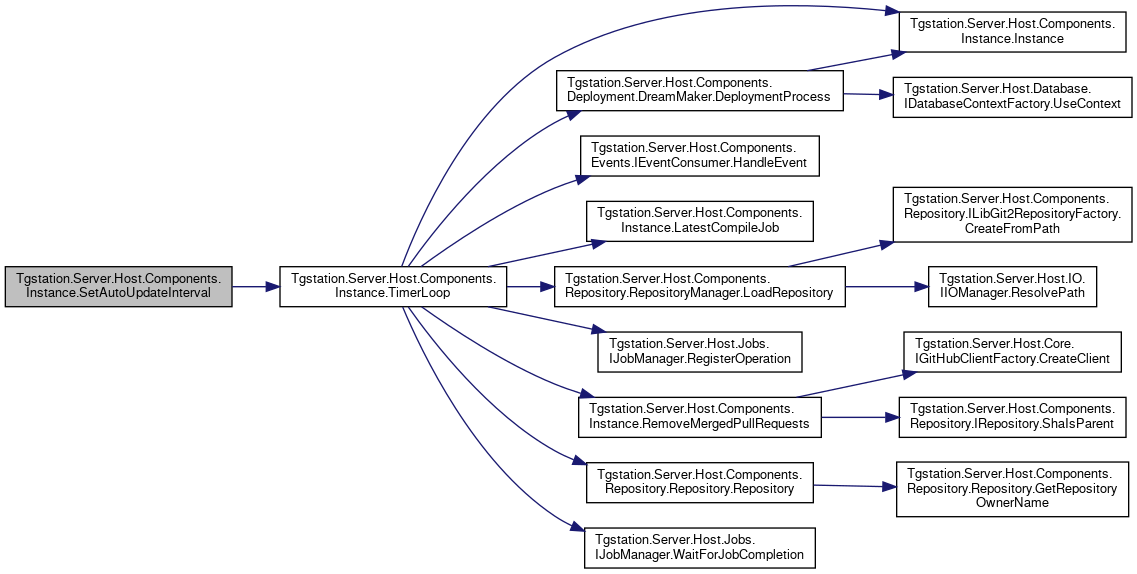 Tgstation.Server.Host.Components.
Instance.SetAutoUpdateInterval
Tgstation.Server.Host.Components.
Instance.TimerLoop
Tgstation.Server.Host.Components.
Instance.Instance
Tgstation.Server.Host.Components.
Deployment.DreamMaker.DeploymentProcess
Tgstation.Server.Host.Database.
IDatabaseContextFactory.UseContext
Tgstation.Server.Host.Components.
Events.IEventConsumer.HandleEvent
Tgstation.Server.Host.Components.
Instance.LatestCompileJob
Tgstation.Server.Host.Components.
Repository.RepositoryManager.LoadRepository
Tgstation.Server.Host.Components.
Repository.ILibGit2RepositoryFactory.
CreateFromPath
Tgstation.Server.Host.IO.
IIOManager.ResolvePath
Tgstation.Server.Host.Jobs.
IJobManager.RegisterOperation
Tgstation.Server.Host.Components.
Instance.RemoveMergedPullRequests
Tgstation.Server.Host.Core.
IGitHubClientFactory.CreateClient
Tgstation.Server.Host.Components.
Repository.IRepository.ShaIsParent
Tgstation.Server.Host.Components.
Repository.Repository.Repository
Tgstation.Server.Host.Components.
Repository.Repository.GetRepository
OwnerName
Tgstation.Server.Host.Jobs.
IJobManager.WaitForJobCompletion